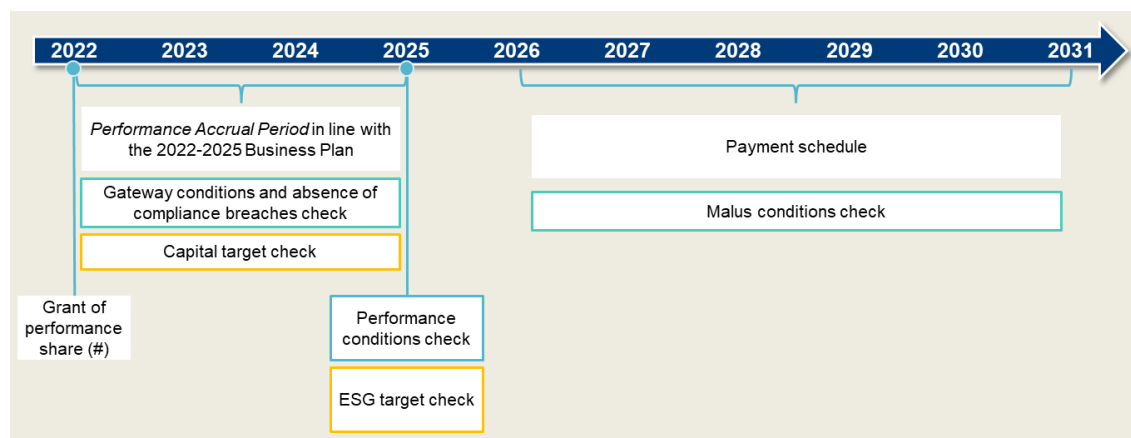 2022 2023 2024 2025 2026 2027 2028 2029 2030 2031
Performance Accrual Period in line with
the 2022-2025 Business Plan
Payment schedule
Gateway conditions and absence of
compliance breaches check
Malus conditions check
Capital target check
Grant of
performance
share (#)
Performance
conditions check
ESG target check